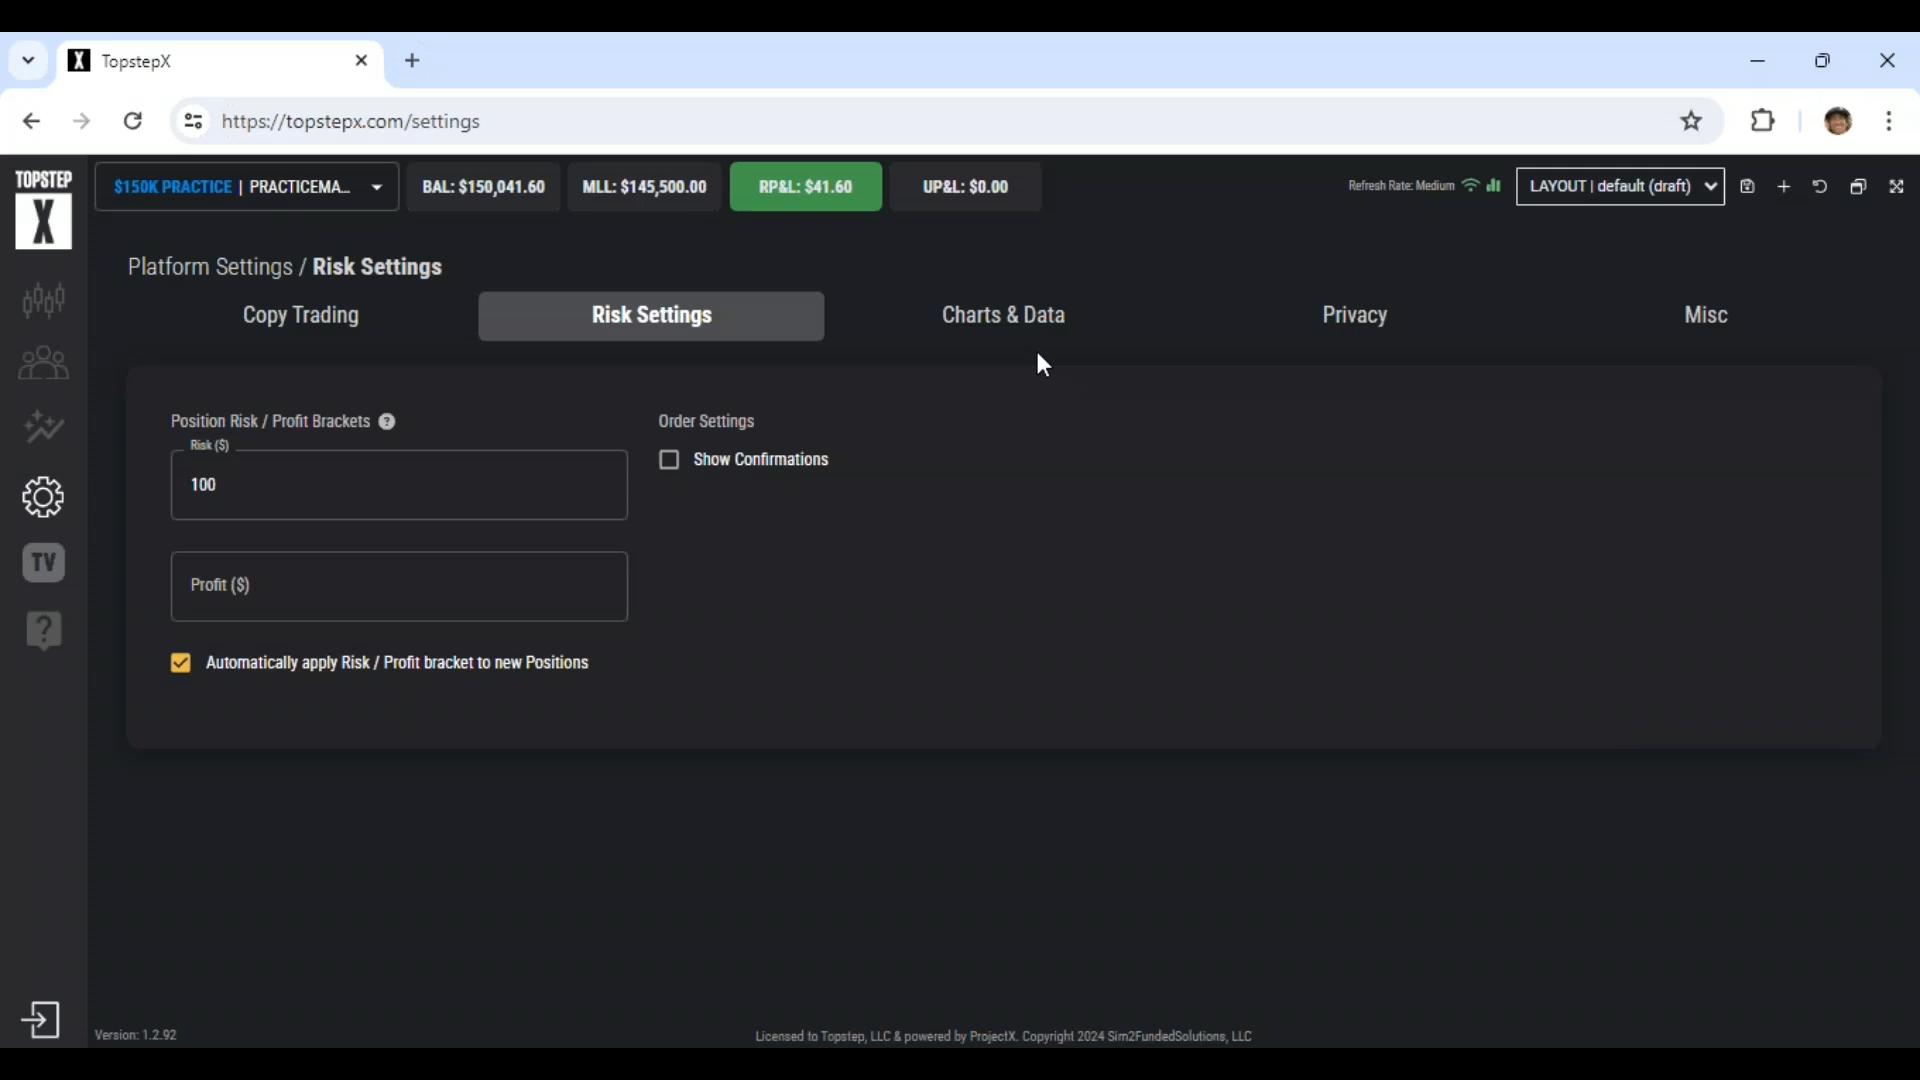 TopstepX
https://topstepx.com/settings
TOPSTEP
X
$150K PRACTICE | PRACTICEMA...
BAL: $150,041.60
MLL: $145,500.00
RP&L: $41.60
UP&L: $0.00
Refresh Rate: Medium
LAYOUT | default (draft)
Platform Settings / Risk Settings
Copy Trading
Risk Settings
Charts & Data
Privacy
Misc
Position Risk / Profit Brackets ?
Risk ($)
100
Profit ($)
Automatically apply Risk / Profit bracket to new Positions
Order Settings
Show Confirmations
TV
?
Version: 1.2.92
Licensed to Topstep, LLC & powered by ProjectX. Copyright 2024 Sim2FundedSolutions, LLC